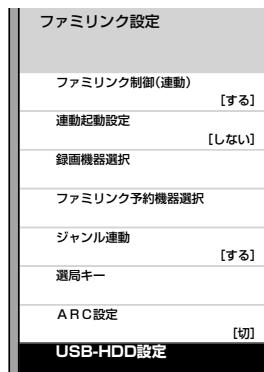 ファミリンク設定
ファミリンク制御(連動)
[する]
連動起動設定
[しない]
録画機器選択
ファミリンク予約機器選択
ジャンル連動
[する]
選局キー
ARC設定
[切]
USB-HDD設定